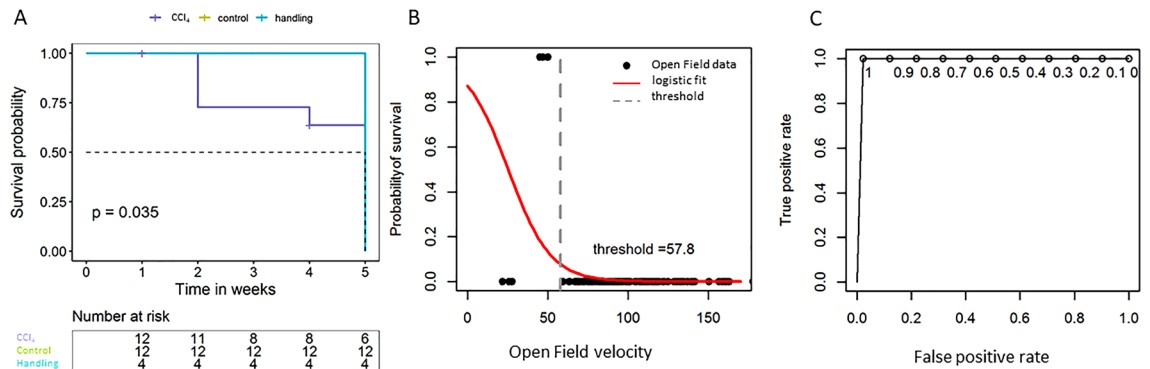 A
CCl₄ control handling
Survival probability
1.00
0.75
0.50
0.25
0.00
p = 0.035
0 1 2 3 4 5
Time in weeks
Number at risk
CCl₄ 12 11 8 8 6
Control 12 12 12 12 12
Handling 4 4 4 4 4
B
Probability of survival
1.0
0.8
0.6
0.4
0.2
0.0
Open Field data
logistic fit
threshold
threshold =57.8
0 50 100 150
Open Field velocity
C
True positive rate
1.0
0.8
0.6
0.4
0.2
0.0
1 0.9 0.8 0.7 0.6 0.5 0.4 0.3 0.2 0.1 0
0.0 0.2 0.4 0.6 0.8 1.0
False positive rate